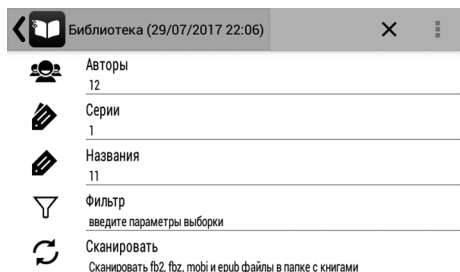 Библиотека (29/07/2017 22:06)
Авторы
12
Серии
1
Названия
11
Фильтр
введите параметры выборки
Сканировать
Сканировать fb2, fbz, mobi и epub файлы в папке с книгами